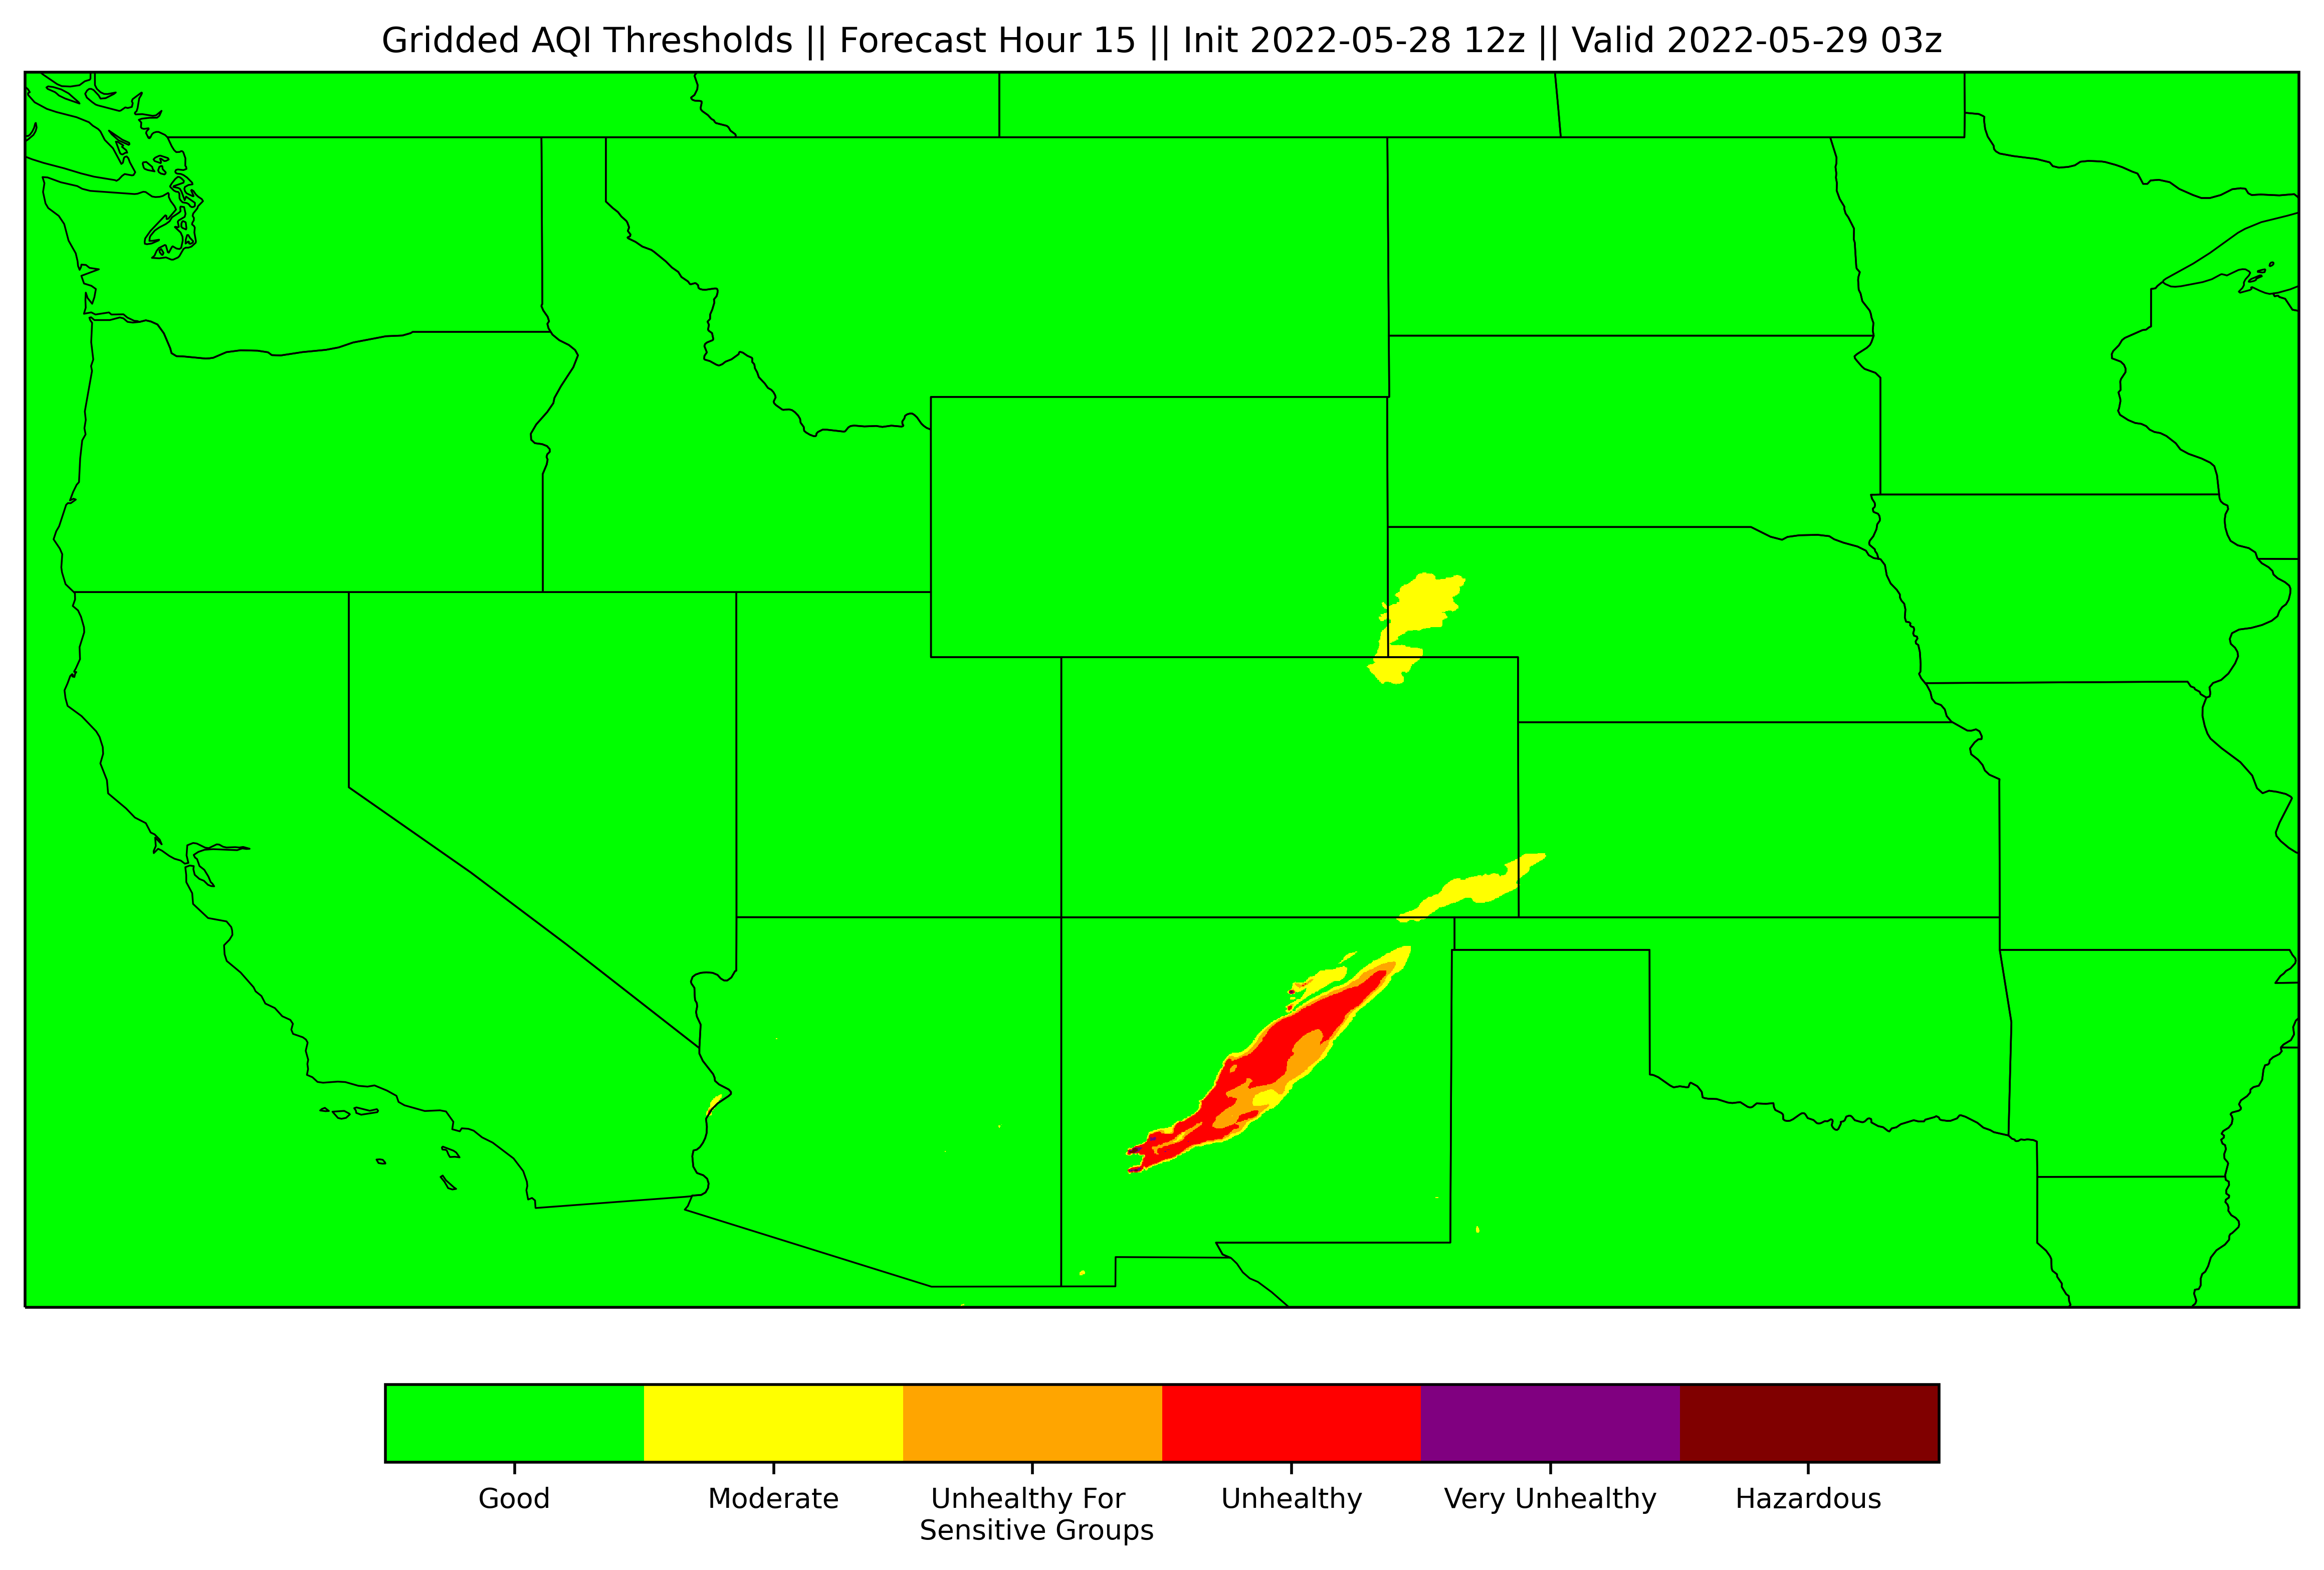 Gridded AQI Thresholds || Forecast Hour 15 || Init 2022-05-28 12z || Valid 2022-05-29 03z
Good
Moderate
Unhealthy For
Sensitive Groups
Unhealthy
Very Unhealthy
Hazardous